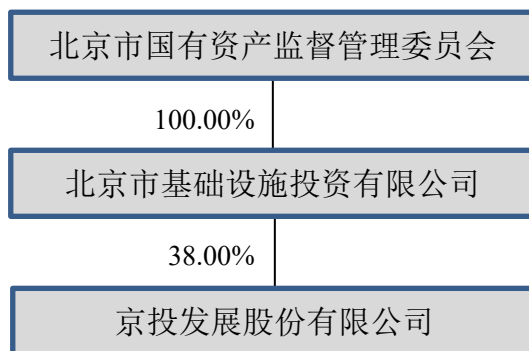 北京市国有资产监督管理委员会
100.00%
北京市基础设施投资有限公司
38.00%
京投发展股份有限公司